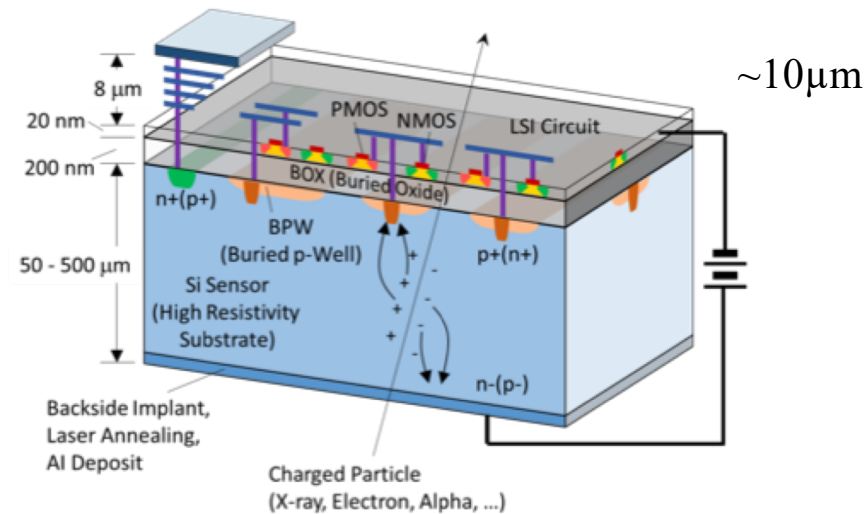 ~10µm
8 µm
20 nm
200 nm
50 - 500 µm
PMOS
NMOS
LSI Circuit
BOX (Buried Oxide)
n+(p+)
BPW
(Buried p-Well)
p+(n+)
Si Sensor
(High Resistivity
Substrate)
+
-
+
-
+
-
+
-
n-(p-)
Backside Implant,
Laser Annealing,
Al Deposit
Charged Particle
(X-ray, Electron, Alpha, ...)